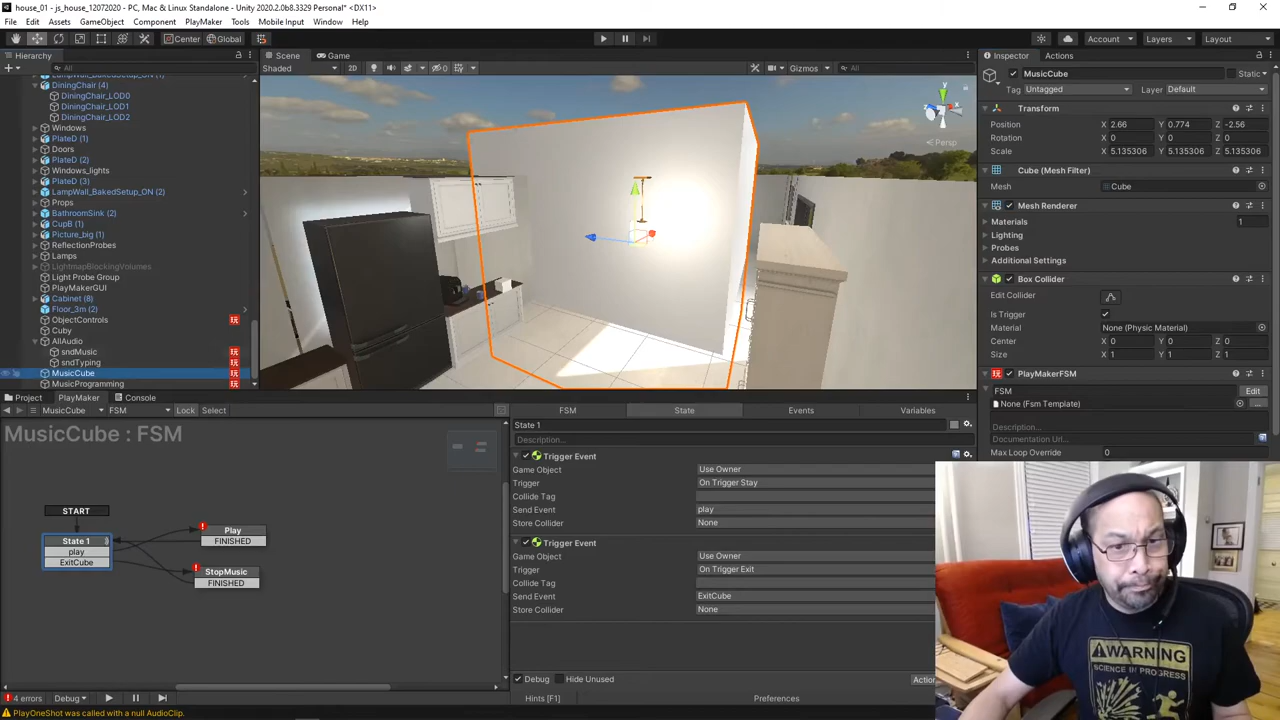 house_01 - js_house_12072020 - PC, Mac & Linux Standalone - Unity 2020.2.0b8.3329 Personal* <DX11>
File Edit Assets GameObject Component PlayMaker Tools Mobile Input Window Help
Center Global Account Layers Layout
Hierarchy
All
LampWall_BakedSetup_ON (1)
DiningChair (4)
DiningChair_LOD0
DiningChair_LOD1
DiningChair_LOD2
Windows
PlateD (1)
Doors
PlateD (2)
Windows_lights
PlateD (3)
LampWall_BakedSetup_ON (2)
Props
BathroomSink (2)
CupB (1)
Picture_big (1)
ReflectionProbes
Lamps
LightmapBlockingVolumes
Light Probe Group
PlayMakerGUI
Cabinet (8)
Floor_3m (2)
ObjectControls
Cuby
AllAudio
sndMusic
sndTyping
MusicCube
MusicProgramming
Scene Game
Shaded 2D 0 Gizmos All
y
x
Persp
Inspector Actions
MusicCube Static
Tag Untagged Layer Default
Transform
Position X 2.66 Y 0.774 Z -2.56
Rotation X 0 Y 0 Z 0
Scale X 5.135306 Y 5.135306 Z 5.135306
Cube (Mesh Filter)
Mesh Cube
Mesh Renderer
Materials 1
Lighting
Probes
Additional Settings
Box Collider
Edit Collider
Is Trigger
Material None (Physic Material)
Center X 0 Y 0 Z 0
Size X 1 Y 1 Z 1
PlayMakerFSM
FSM Edit
None (Fsm Template) ...
Description...
Documentation Url...
Max Loop Override 0
Project PlayMaker Console
MusicCube FSM Lock Select
MusicCube : FSM
START
State 1
play
ExitCube
Play
FINISHED
StopMusic
FINISHED
FSM State Events Variables
State 1
Description...
Trigger Event
Game Object Use Owner
Trigger On Trigger Stay
Collide Tag
Send Event play
Store Collider None
Trigger Event
Game Object Use Owner
Trigger On Trigger Exit
Collide Tag
Send Event ExitCube
Store Collider None
Debug Hide Unused Action
4 errors Debug Hints [F1] Preferences
PlayOneShot was called with a null AudioClip.
WARNING
SCIENCE IN PROGRESS